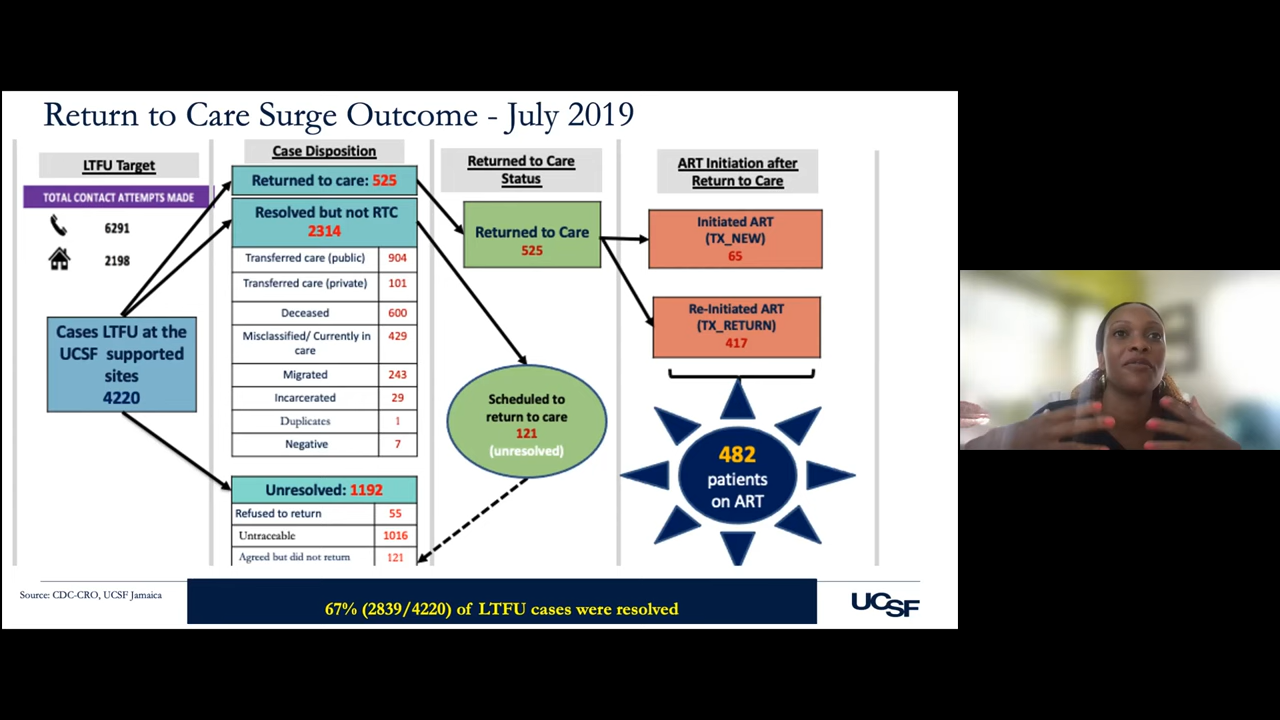 Return to Care Surge Outcome - July 2019
LTFU Target
TOTAL CONTACT ATTEMPTS MADE
6291
2198
Cases LTFU at the
UCSF supported
sites
4220
Case Disposition
Returned to care: 525
Resolved but not RTC
2314
Transferred care (public) 904
Transferred care (private) 101
Deceased 600
Misclassified/ Currently in
care 429
Migrated 243
Incarcerated 29
Duplicates 1
Negative 7
Unresolved: 1192
Refused to return 55
Untraceable 1016
Agreed but did not return 121
Returned to Care
Status
Returned to Care
525
Scheduled to
return to care
121
(unresolved)
ART Initiation after
Return to Care
Initiated ART
(TX_NEW)
65
Re-Initiated ART
(TX_RETURN)
417
482
patients
on ART
Source: CDC-CRO, UCSF Jamaica
67% (2839/4220) of LTFU cases were resolved
UCSF